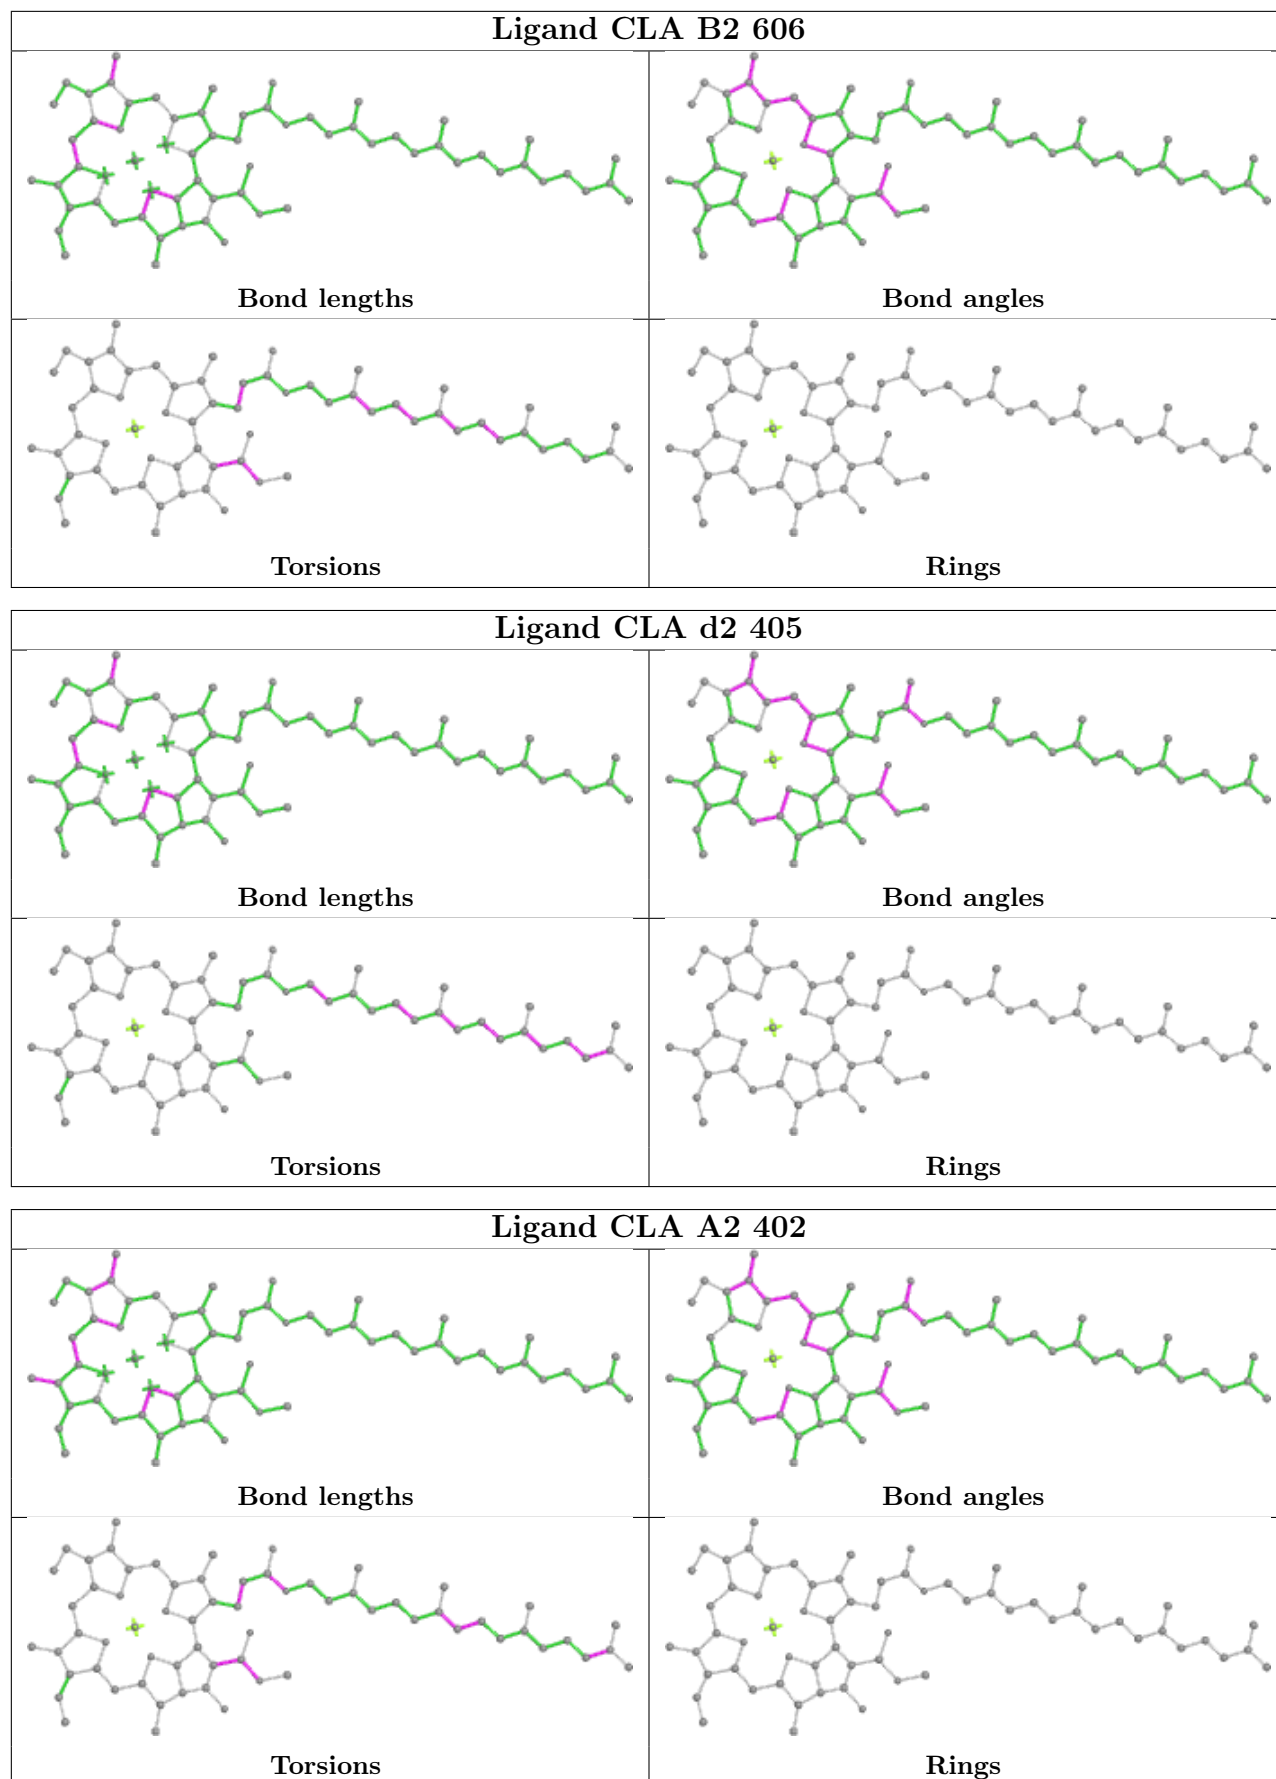 Ligand CLA B2 606
Bond lengths
Bond angles
Torsions
Rings
Ligand CLA d2 405
Bond lengths
Bond angles
Torsions
Rings
Ligand CLA A2 402
Bond lengths
Bond angles
Torsions
Rings